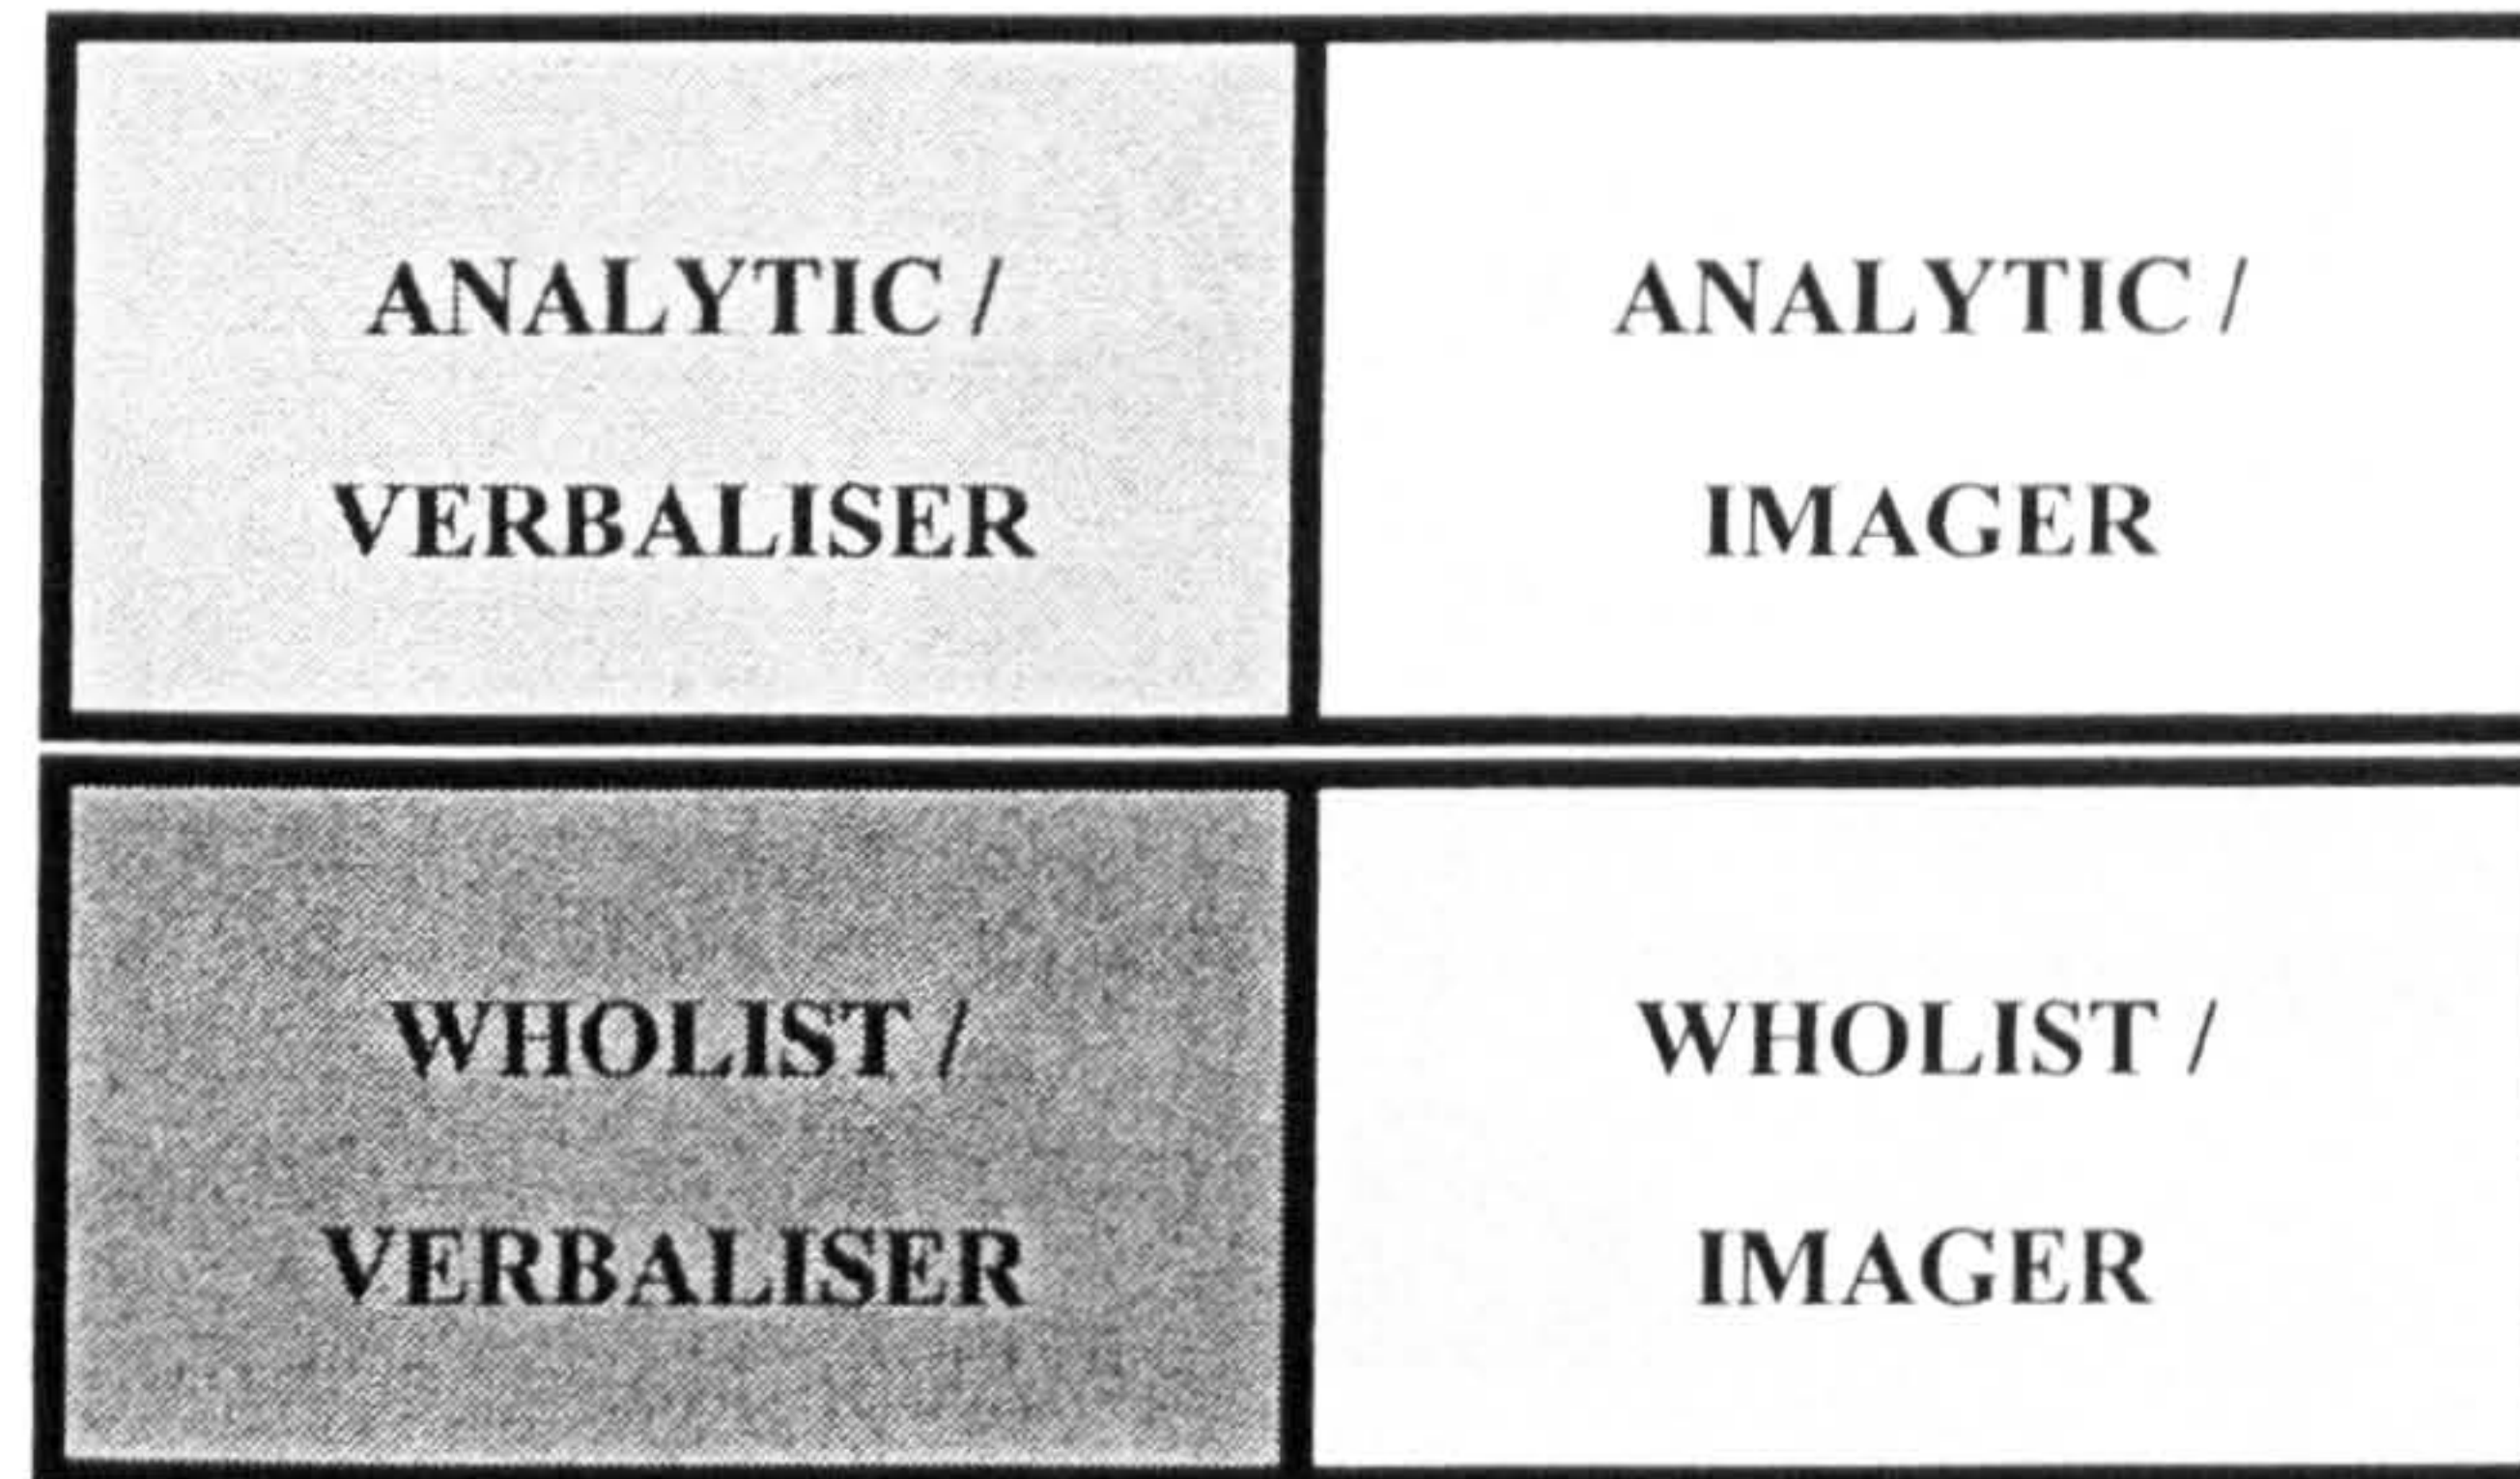 ANALYTIC /
VERBALISER
ANALYTIC /
IMAGER
WHOLIST /
VERBALISER
WHOLIST /
IMAGER